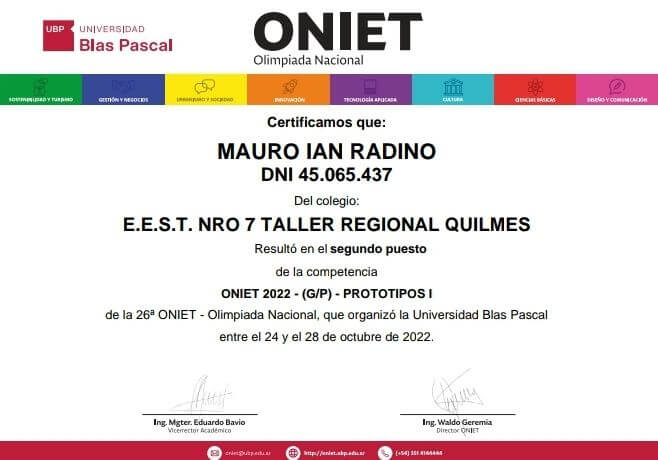 UBP UNIVERSIDAD
Blas Pascal
ONIET
Olimpiada Nacional
SOSTENIBILIDAD Y TURISMO
GESTIÓN Y NEGOCIOS
URBANISMO Y SOCIEDAD
INNOVACIÓN
TECNOLOGÍA APLICADA
CULTURA
CIENCIAS BÁSICAS
DISEÑO Y COMUNICACIÓN
Certificamos que:
MAURO IAN RADINO
DNI 45.065.437
Del colegio:
E.E.S.T. NRO 7 TALLER REGIONAL QUILMES
Resultó en el segundo puesto
de la competencia
ONIET 2022 - (G/P) - PROTOTIPOS I
de la 26ª ONIET - Olimpiada Nacional, que organizó la Universidad Blas Pascal
entre el 24 y el 28 de octubre de 2022.
Ing. Mgter. Eduardo Bavio
Vicerrector Académico
Ing. Waldo Geremia
Director ONIET
oniet@ubp.edu.ar
http://oniet.ubp.edu.ar
(+54) 351 4144444